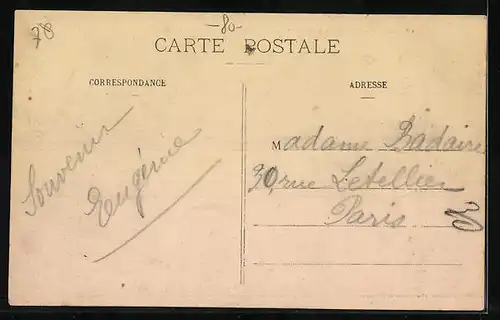 78
-80-
CARTE POSTALE
CORRESPONDANCE
ADRESSE
Souvenir
Eugénie
Madame Badaire
30, rue Letellier
Paris